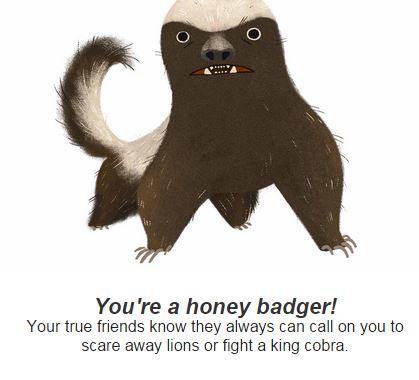 You're a honey badger!
Your true friends know they always can call on you to
scare away lions or fight a king cobra.